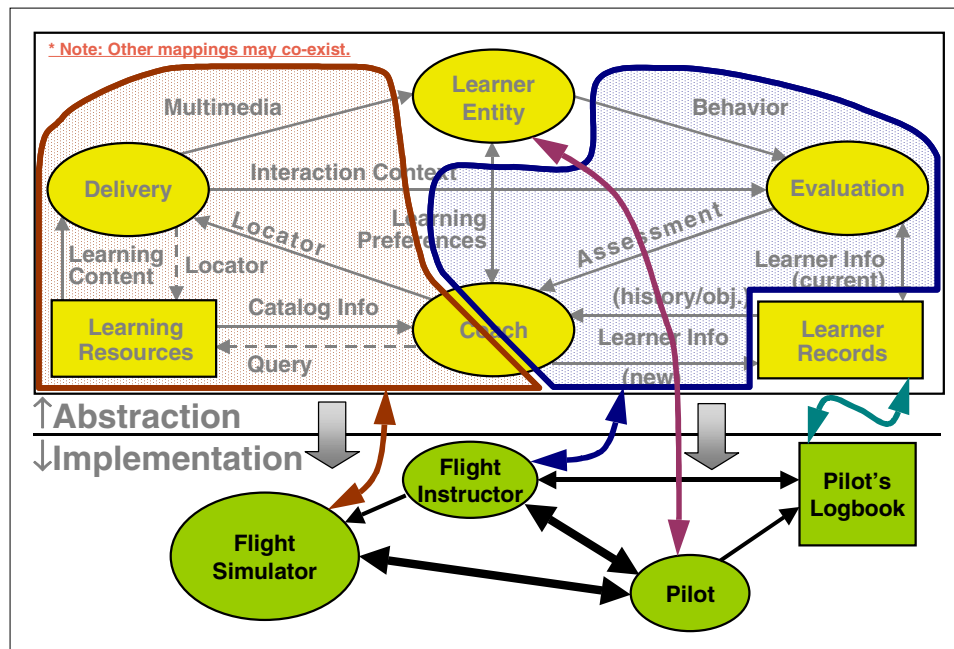 * Note: Other mappings may co-exist.
Learner
Entity
Multimedia
Behavior
Delivery
Interaction Context
Evaluation
Learning
Preferences
Locator
Assessment
Learning
Content
Locator
Learner Info
(current)
Catalog Info
(history/obj.)
Learning
Resources
Coach
Learner Info
Learner
Records
Query
(new)
↑Abstraction
↓Implementation
Flight
Instructor
Pilot's
Logbook
Flight
Simulator
Pilot